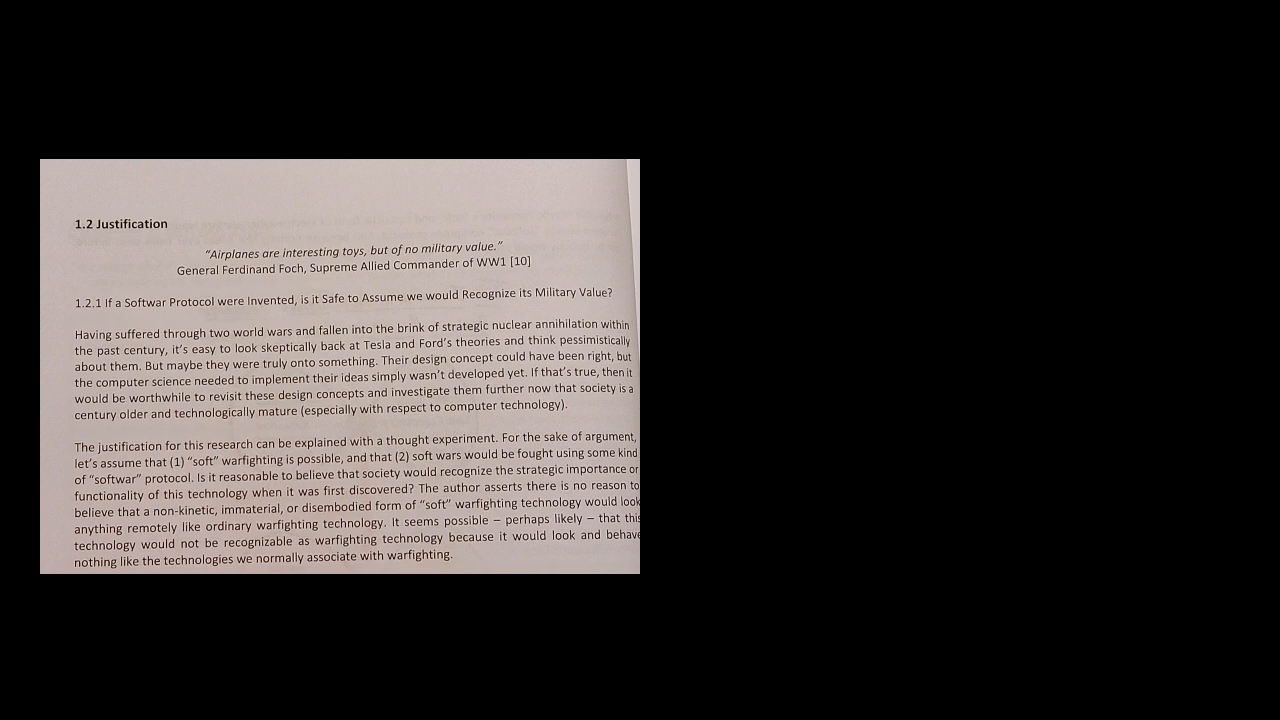 1.2 Justification
“Airplanes are interesting toys, but of no military value.”
General Ferdinand Foch, Supreme Allied Commander of WW1 [10]
1.2.1 If a Softwar Protocol were Invented, is it Safe to Assume we would Recognize its Military Value?
Having suffered through two world wars and fallen into the brink of strategic nuclear annihilation within
the past century, it’s easy to look skeptically back at Tesla and Ford’s theories and think pessimistically
about them. But maybe they were truly onto something. Their design concept could have been right, but
the computer science needed to implement their ideas simply wasn’t developed yet. If that’s true, then it
would be worthwhile to revisit these design concepts and investigate them further now that society is a
century older and technologically mature (especially with respect to computer technology).
The justification for this research can be explained with a thought experiment. For the sake of argument,
let’s assume that (1) “soft” warfighting is possible, and that (2) soft wars would be fought using some kind
of “softwar” protocol. Is it reasonable to believe that society would recognize the strategic importance or
functionality of this technology when it was first discovered? The author asserts there is no reason to
believe that a non-kinetic, immaterial, or disembodied form of “soft” warfighting technology would look
anything remotely like ordinary warfighting technology. It seems possible – perhaps likely – that this
technology would not be recognizable as warfighting technology because it would look and behave
nothing like the technologies we normally associate with warfighting.